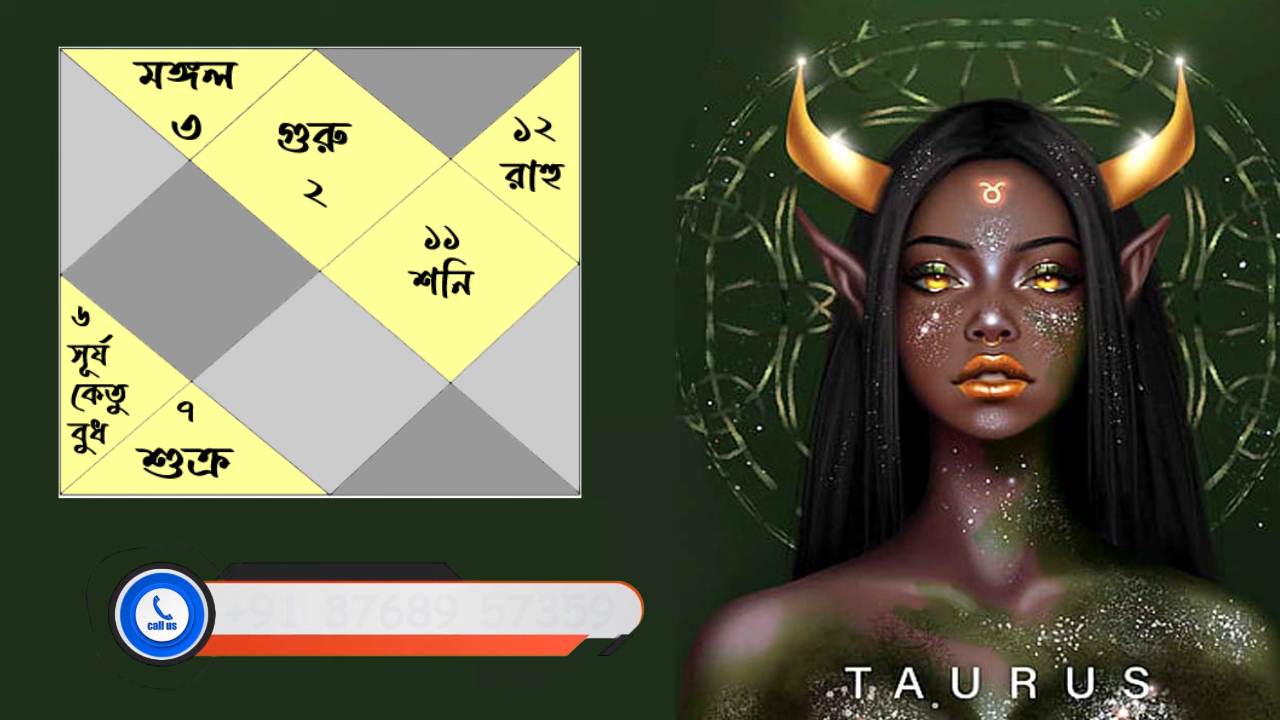 মঙ্গল
৩
গুরু
২
১২
রাহু
১১
শনি
৬
সূর্য
কেতু
বুধ
৭
শুক্র
call us
+91 87689 57359
♉
TAURUS